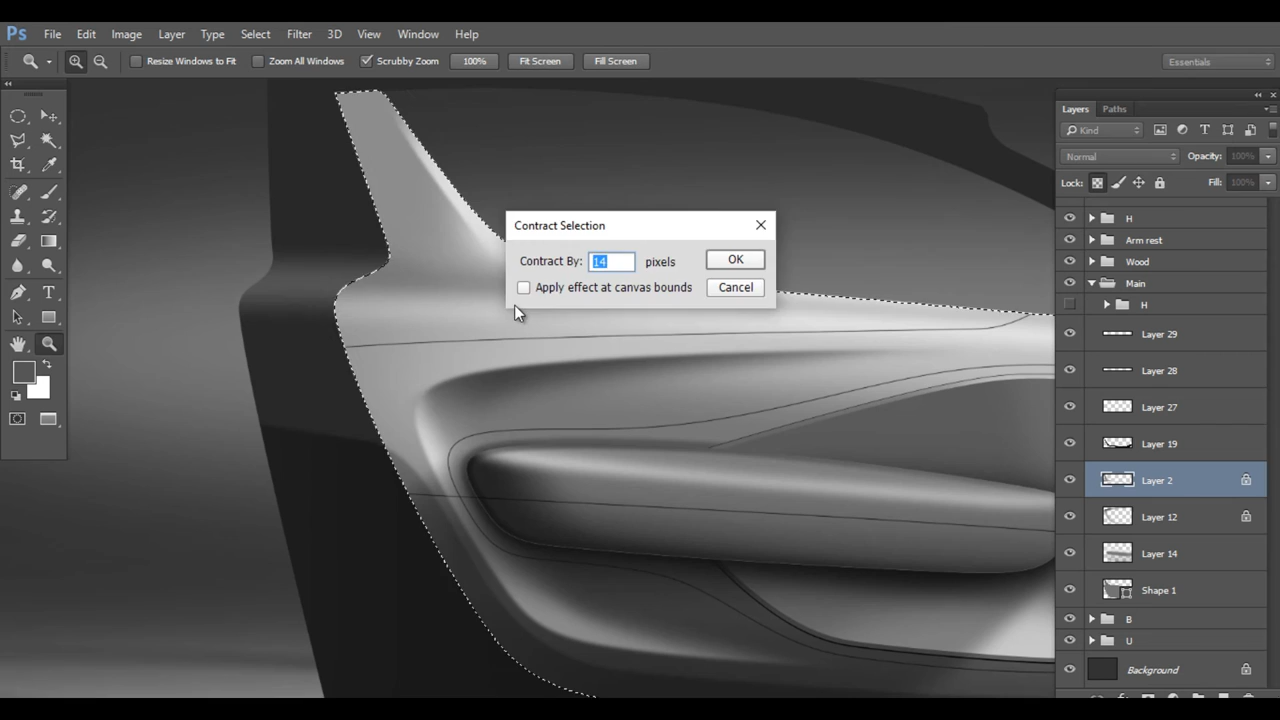 Ps File Edit Image Layer Type Select Filter 3D View Window Help
Resize Windows to Fit Zoom All Windows Scrubby Zoom 100% Fit Screen Fill Screen Essentials
Layers Paths
Kind
Normal Opacity: 100%
Lock: Fill: 100%
H
Arm rest
Wood
Main
H
Layer 29
Layer 28
Layer 27
Layer 19
Layer 2
Layer 12
Layer 14
Shape 1
B
U
Background
Contract Selection
Contract By: 14 pixels OK
Apply effect at canvas bounds Cancel
T